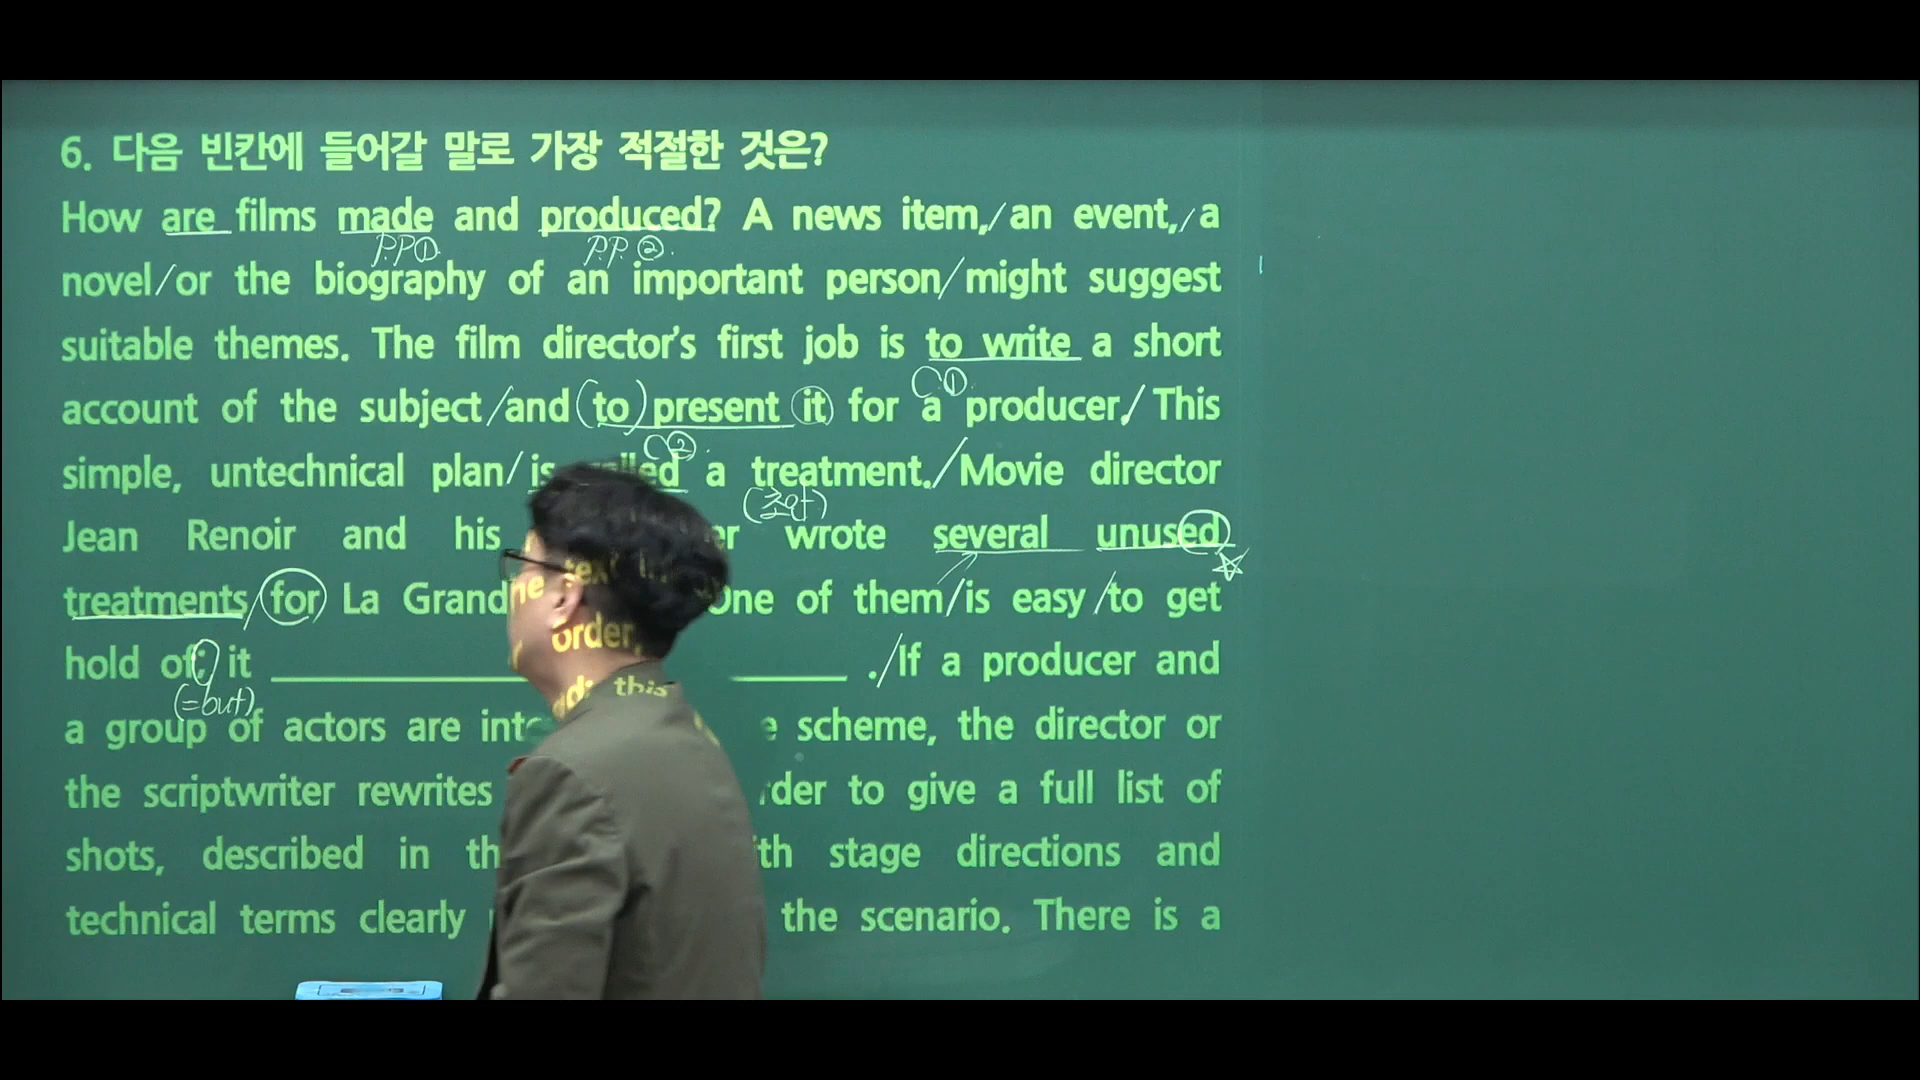 6. 다음 빈칸에 들어갈 말로 가장 적절한 것은?
How are films made and produced? A news item, an event, a
P.P① P.P.②
novel or the biography of an important person might suggest
suitable themes. The film director's first job is to write a short
C①
account of the subject and (to) present it for a producer. This
C②
simple, untechnical plan is called a treatment. Movie director
(초안)
Jean Renoir and his wrote several unused
treatments for La Grand One of them is easy to get
hold of; it .If a producer and
(=but)
a group of actors are scheme, the director or
the scriptwriter rewrites to give a full list of
shots, described in stage directions and
technical terms clearly the scenario. There is a
order,
this